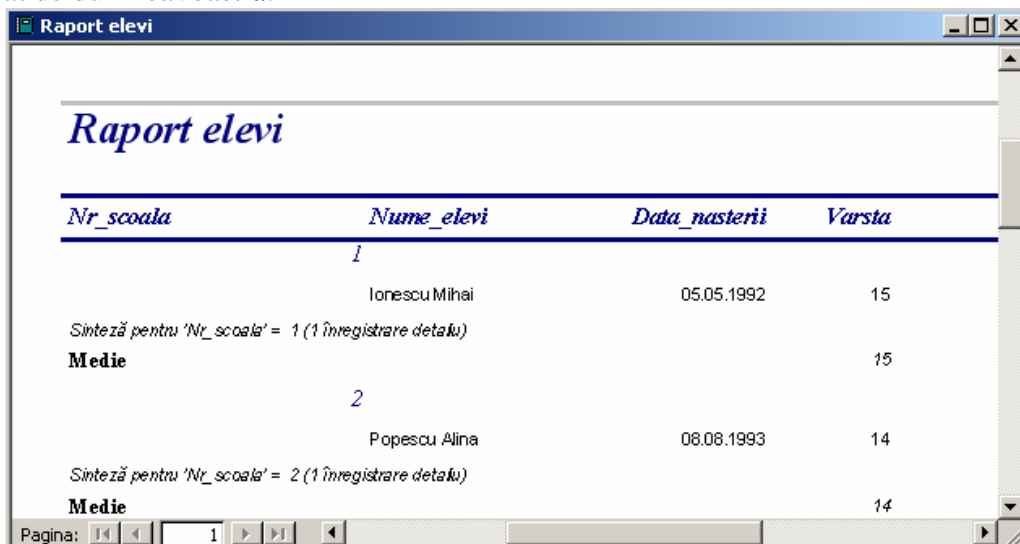 Raport elevi
Raport elevi
Nr_scoala Nume_elevi Data_nasterii Varsta
1
Ionescu Mihai 05.05.1992 15
Sinteză pentru 'Nr_scoala' = 1 (1 înregistrare detaliu)
Medie 15
2
Popescu Alina 08.08.1993 14
Sinteză pentru 'Nr_scoala' = 2 (1 înregistrare detaliu)
Medie 14
Pagina: 1